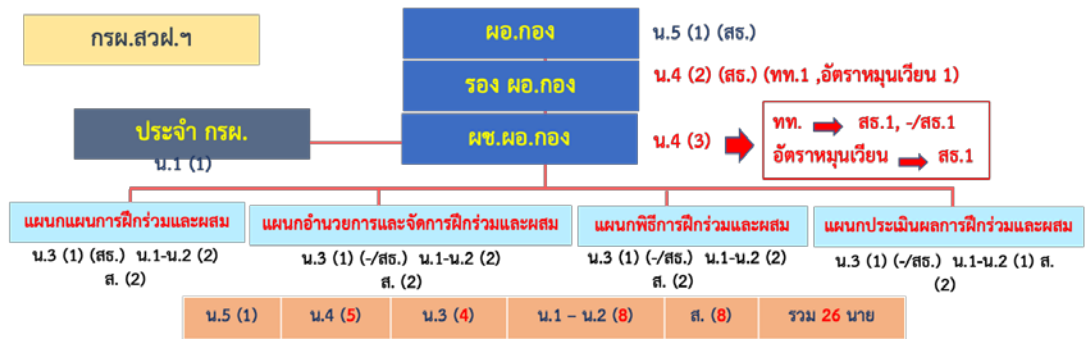 กรผ.สวฝ.ฯ
ผอ.กอง
น.5 (1) (สธ.)
รอง ผอ.กอง
น.4 (2) (สธ.) (ทท.1 ,อัตราหมุนเวียน 1)
ประจำ กรผ.
น.1 (1)
ผช.ผอ.กอง
น.4 (3)
ทท. สธ.1, -/สธ.1
อัตราหมุนเวียน สธ.1
แผนกแผนการฝึกร่วมและผสม
น.3 (1) (สธ.) น.1-น.2 (2)
ส. (2)
แผนกอำนวยการและจัดการฝึกร่วมและผสม
น.3 (1) (-/สธ.) น.1-น.2 (2)
ส. (2)
แผนกพิธีการฝึกร่วมและผสม
น.3 (1) (-/สธ.) น.1-น.2 (2)
ส. (2)
แผนกประเมินผลการฝึกร่วมและผสม
น.3 (1) (-/สธ.) น.1-น.2 (1) ส.
(2)
น.5 (1) น.4 (5) น.3 (4) น.1 – น.2 (8) ส. (8) รวม 26 นาย